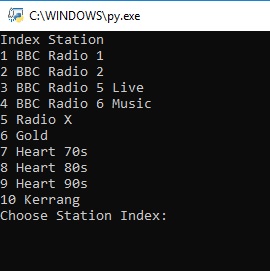 C:\WINDOWS\py.exe
Index Station
1 BBC Radio 1
2 BBC Radio 2
3 BBC Radio 5 Live
4 BBC Radio 6 Music
5 Radio X
6 Gold
7 Heart 70s
8 Heart 80s
9 Heart 90s
10 Kerrang
Choose Station Index: